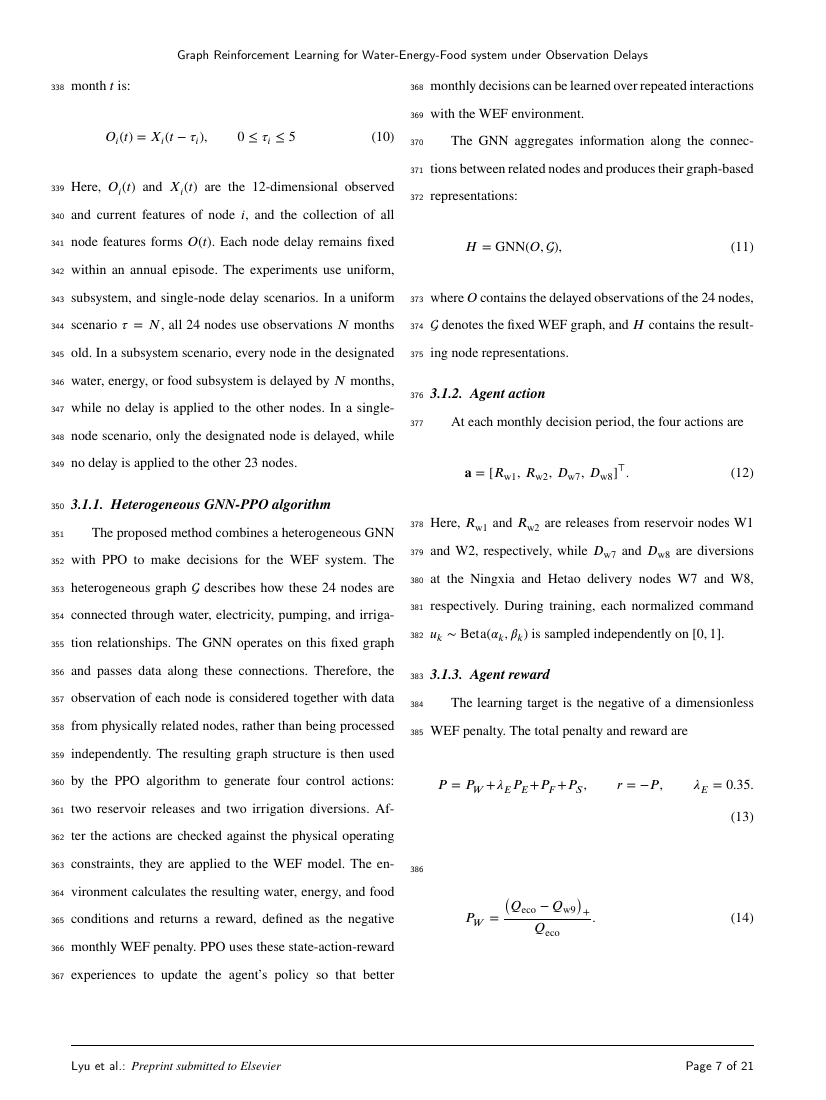 Graph Reinforcement Learning for Water-Energy-Food system under Observation Delays
338 month t is:
O_i(t) = X_i(t − τ_i), 0 ≤ τ_i ≤ 5 (10)
339 Here, O_i(t) and X_i(t) are the 12-dimensional observed
340 and current features of node i, and the collection of all
341 node features forms O(t). Each node delay remains fixed
342 within an annual episode. The experiments use uniform,
343 subsystem, and single-node delay scenarios. In a uniform
344 scenario τ = N, all 24 nodes use observations N months
345 old. In a subsystem scenario, every node in the designated
346 water, energy, or food subsystem is delayed by N months,
347 while no delay is applied to the other nodes. In a single-
348 node scenario, only the designated node is delayed, while
349 no delay is applied to the other 23 nodes.
350 3.1.1. Heterogeneous GNN-PPO algorithm
351 The proposed method combines a heterogeneous GNN
352 with PPO to make decisions for the WEF system. The
353 heterogeneous graph 𝒢 describes how these 24 nodes are
354 connected through water, electricity, pumping, and irriga-
355 tion relationships. The GNN operates on this fixed graph
356 and passes data along these connections. Therefore, the
357 observation of each node is considered together with data
358 from physically related nodes, rather than being processed
359 independently. The resulting graph structure is then used
360 by the PPO algorithm to generate four control actions:
361 two reservoir releases and two irrigation diversions. Af-
362 ter the actions are checked against the physical operating
363 constraints, they are applied to the WEF model. The en-
364 vironment calculates the resulting water, energy, and food
365 conditions and returns a reward, defined as the negative
366 monthly WEF penalty. PPO uses these state-action-reward
367 experiences to update the agent's policy so that better
368 monthly decisions can be learned over repeated interactions
369 with the WEF environment.
370 The GNN aggregates information along the connec-
371 tions between related nodes and produces their graph-based
372 representations:
H = GNN(O, 𝒢), (11)
373 where O contains the delayed observations of the 24 nodes,
374 𝒢 denotes the fixed WEF graph, and H contains the result-
375 ing node representations.
376 3.1.2. Agent action
377 At each monthly decision period, the four actions are
a = [R_w1, R_w2, D_w7, D_w8]^⊤. (12)
378 Here, R_w1 and R_w2 are releases from reservoir nodes W1
379 and W2, respectively, while D_w7 and D_w8 are diversions
380 at the Ningxia and Hetao delivery nodes W7 and W8,
381 respectively. During training, each normalized command
382 u_k ∼ Beta(α_k, β_k) is sampled independently on [0, 1].
383 3.1.3. Agent reward
384 The learning target is the negative of a dimensionless
385 WEF penalty. The total penalty and reward are
P = P_W + λ_E P_E + P_F + P_S, r = −P, λ_E = 0.35.
(13)
386
P_W = (Q_eco − Q_w9)_+ / Q_eco. (14)
Lyu et al.: Preprint submitted to Elsevier Page 7 of 21